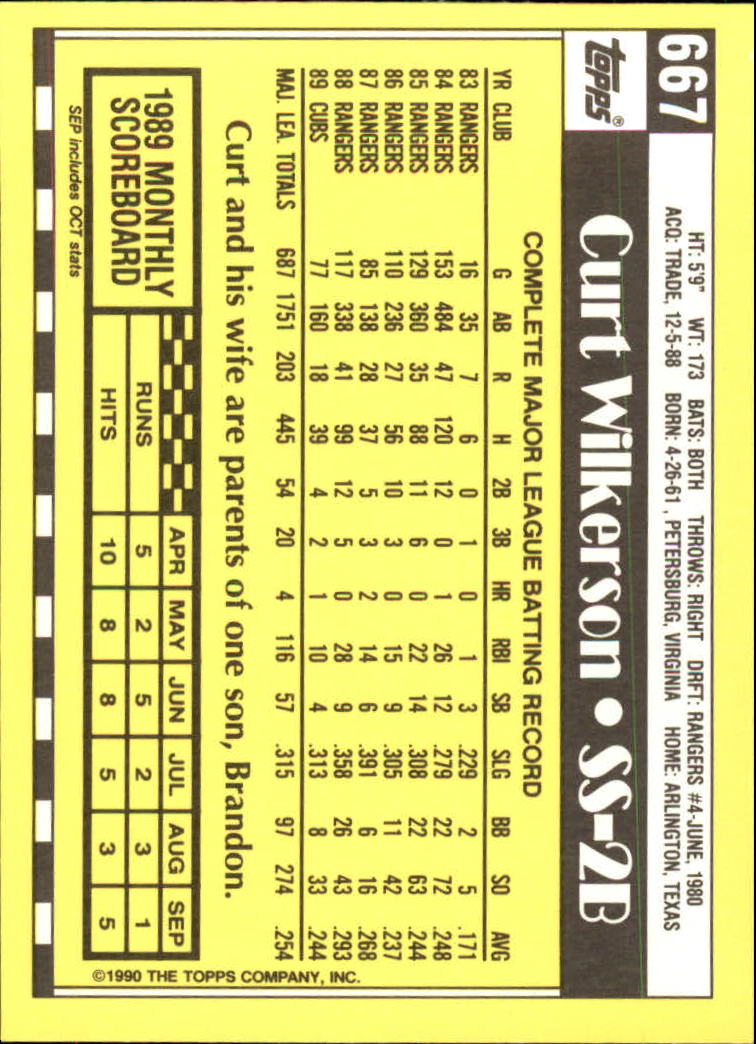 667
HT: 5'9" WT: 173 BATS: BOTH THROWS: RIGHT DRFT: RANGERS #4-JUNE, 1980
ACQ: TRADE, 12-5-88 BORN: 4-26-61, PETERSBURG, VIRGINIA HOME: ARLINGTON, TEXAS
topps®
Curt Wilkerson • SS-2B
COMPLETE MAJOR LEAGUE BATTING RECORD
YR CLUB G AB R H 2B 3B HR RBI SB SLG BB SO AVG
83 RANGERS 16 35 7 6 0 1 0 1 3 .229 2 5 .171
84 RANGERS 153 484 47 120 12 0 1 26 12 .279 22 72 .248
85 RANGERS 129 360 35 88 11 6 0 22 14 .308 22 63 .244
86 RANGERS 110 236 27 56 10 3 0 15 9 .305 11 42 .237
87 RANGERS 85 138 28 37 5 3 2 14 6 .391 6 16 .268
88 RANGERS 117 338 41 99 12 5 0 28 9 .358 26 43 .293
89 CUBS 77 160 18 39 4 2 1 10 4 .313 8 33 .244
MAJ. LEA. TOTALS 687 1751 203 445 54 20 4 116 57 .315 97 274 .254
Curt and his wife are parents of one son, Brandon.
1989 MONTHLY
SCOREBOARD
APR MAY JUN JUL AUG SEP
RUNS 5 2 5 2 3 1
HITS 10 8 8 5 3 5
SEP includes OCT stats
©1990 THE TOPPS COMPANY, INC.